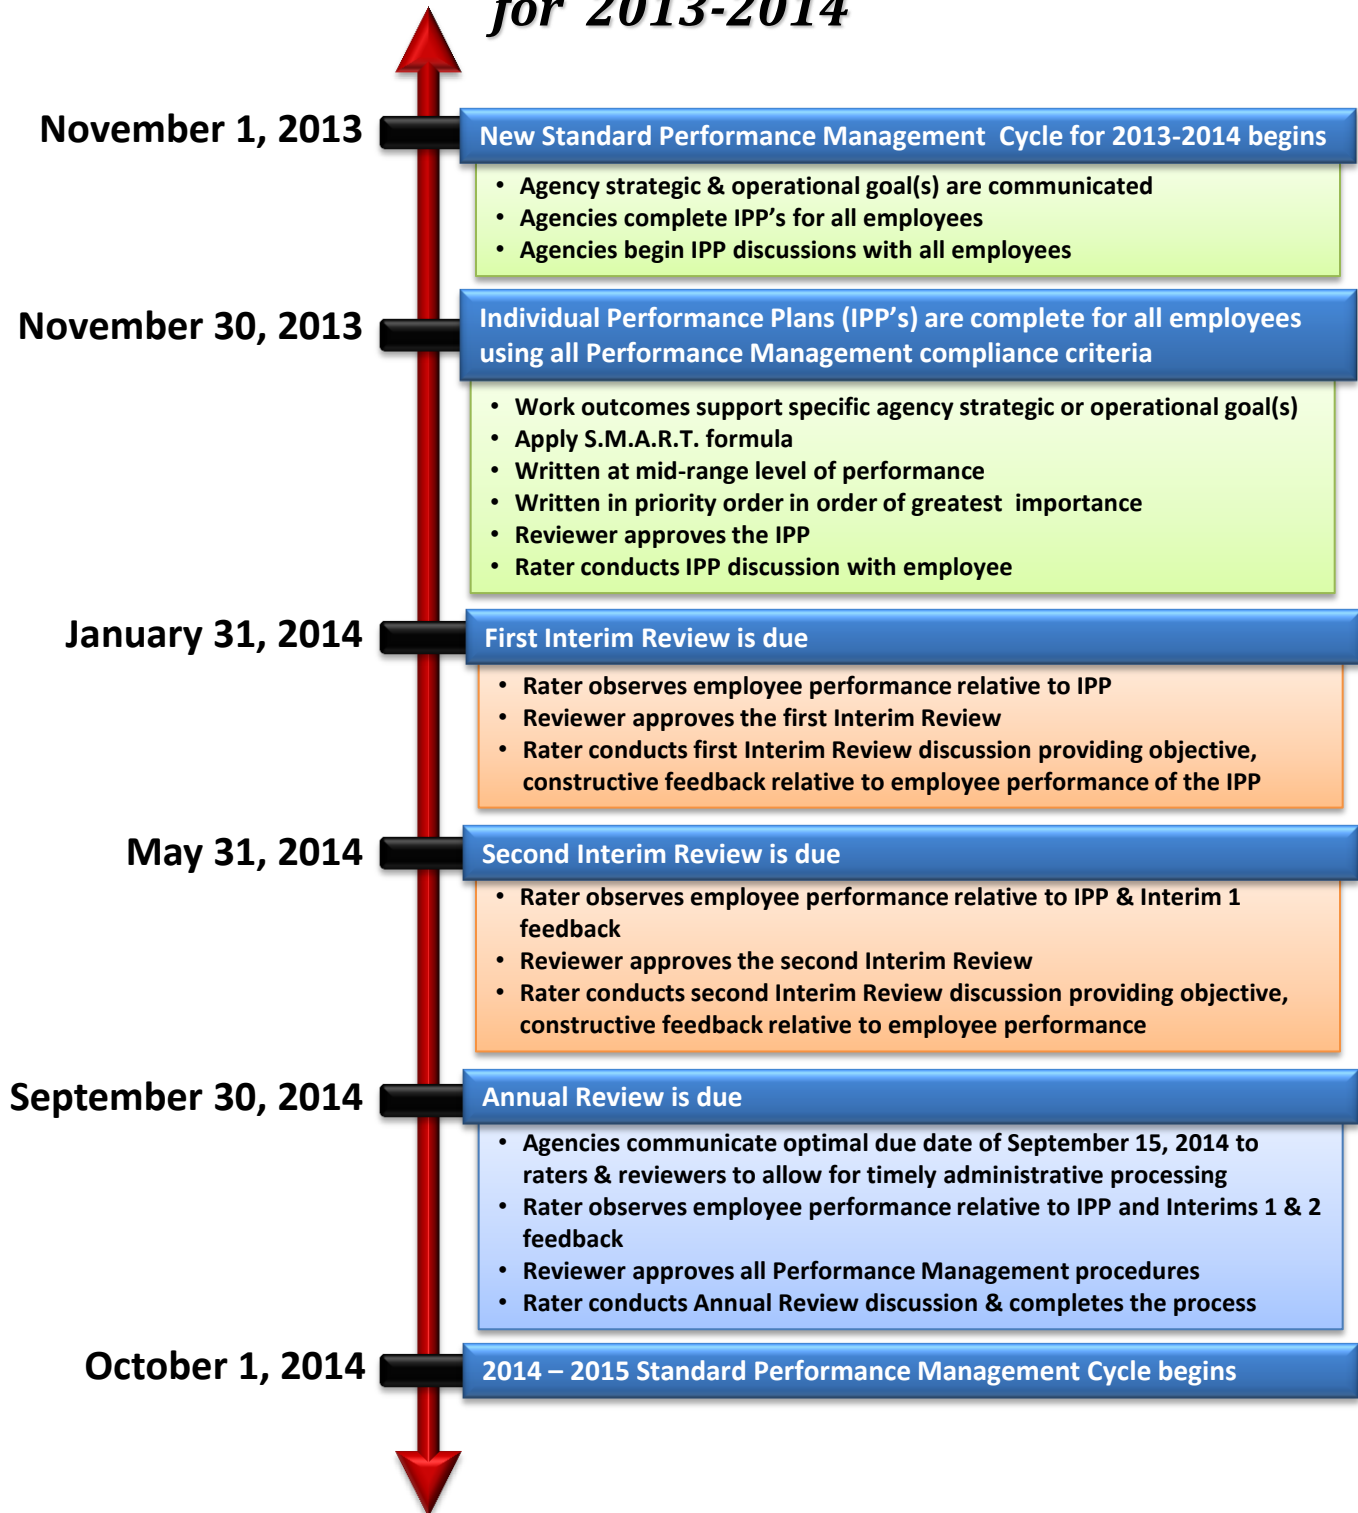 for 2013-2014
November 1, 2013
New Standard Performance Management Cycle for 2013-2014 begins
• Agency strategic & operational goal(s) are communicated
• Agencies complete IPP's for all employees
• Agencies begin IPP discussions with all employees
November 30, 2013
Individual Performance Plans (IPP's) are complete for all employees
using all Performance Management compliance criteria
• Work outcomes support specific agency strategic or operational goal(s)
• Apply S.M.A.R.T. formula
• Written at mid-range level of performance
• Written in priority order in order of greatest importance
• Reviewer approves the IPP
• Rater conducts IPP discussion with employee
January 31, 2014
First Interim Review is due
• Rater observes employee performance relative to IPP
• Reviewer approves the first Interim Review
• Rater conducts first Interim Review discussion providing objective,
constructive feedback relative to employee performance of the IPP
May 31, 2014
Second Interim Review is due
• Rater observes employee performance relative to IPP & Interim 1
feedback
• Reviewer approves the second Interim Review
• Rater conducts second Interim Review discussion providing objective,
constructive feedback relative to employee performance
September 30, 2014
Annual Review is due
• Agencies communicate optimal due date of September 15, 2014 to
raters & reviewers to allow for timely administrative processing
• Rater observes employee performance relative to IPP and Interims 1 & 2
feedback
• Reviewer approves all Performance Management procedures
• Rater conducts Annual Review discussion & completes the process
October 1, 2014
2014 – 2015 Standard Performance Management Cycle begins